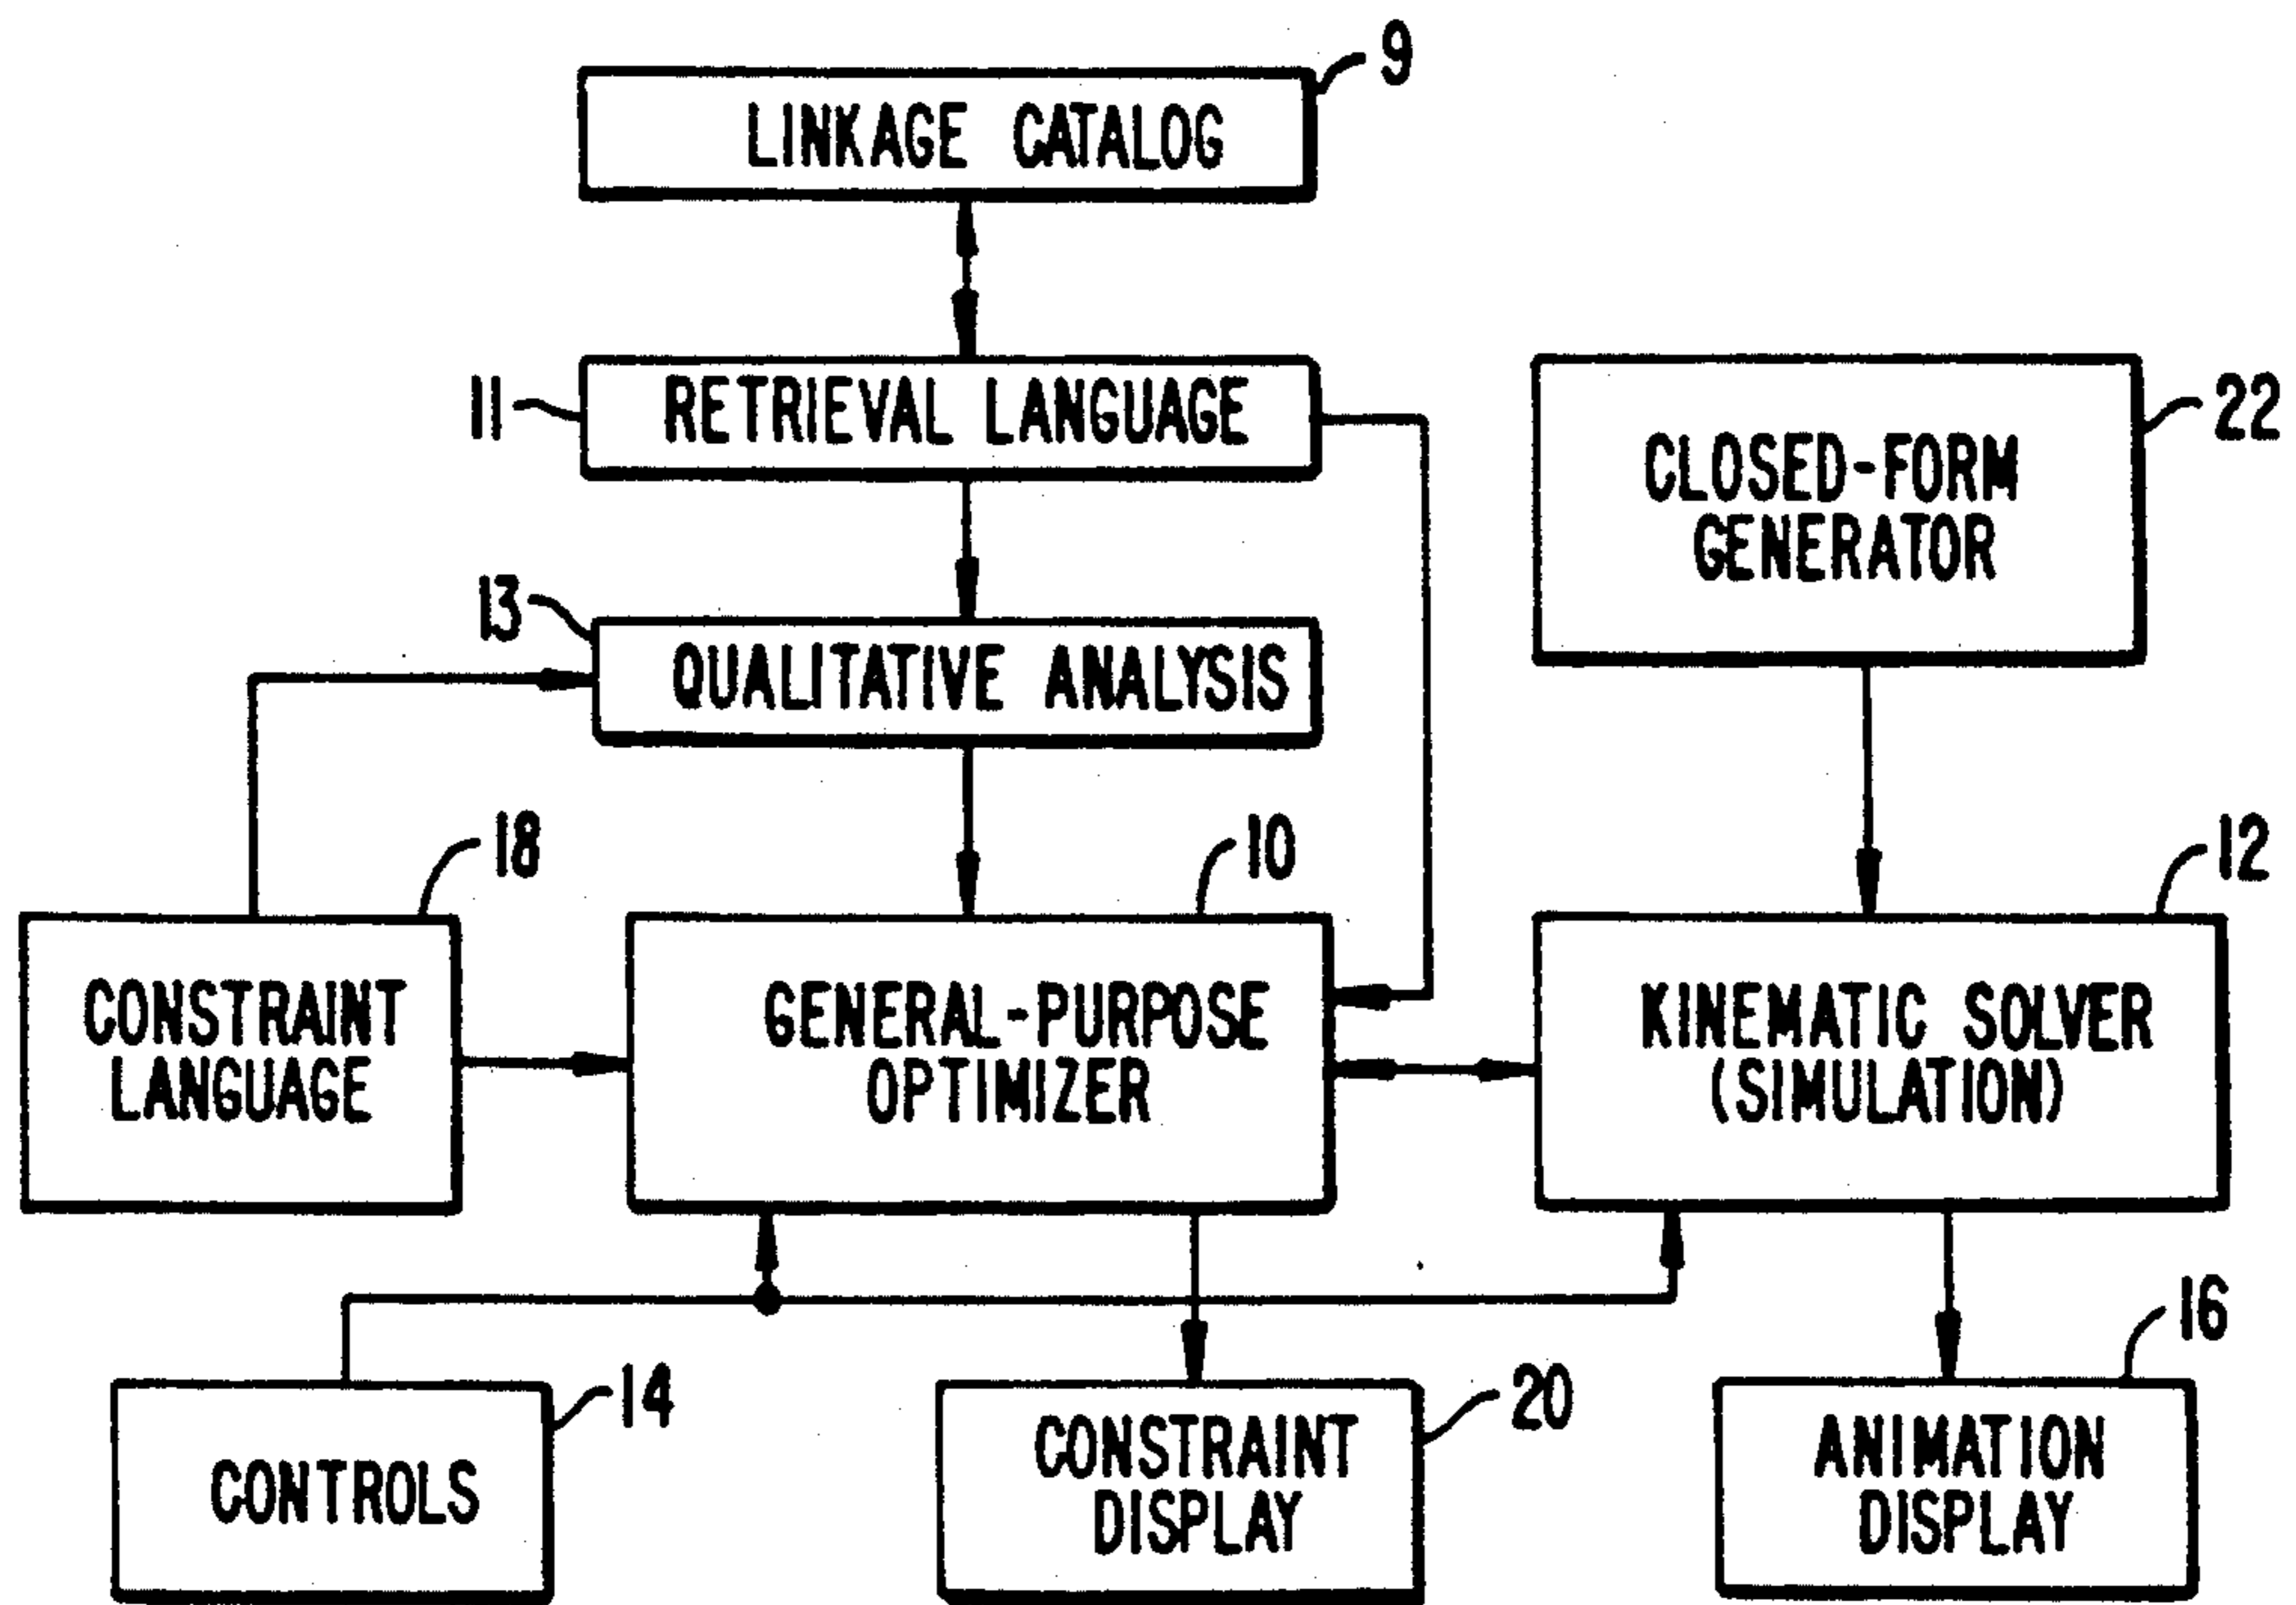 9
LINKAGE CATALOG
11
RETRIEVAL LANGUAGE
22
CLOSED-FORM
GENERATOR
13
QUALITATIVE ANALYSIS
18
10
12
CONSTRAINT
LANGUAGE
GENERAL-PURPOSE
OPTIMIZER
KINEMATIC SOLVER
(SIMULATION)
14
20
16
CONTROLS
CONSTRAINT
DISPLAY
ANIMATION
DISPLAY